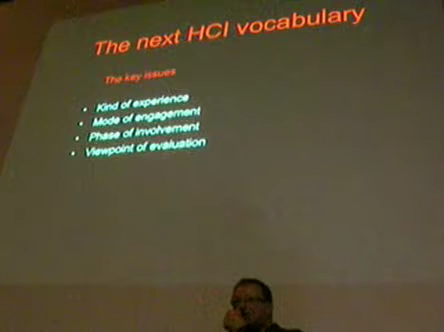 The next HCI vocabulary
The key issues
• Kind of experience
• Mode of engagement
• Phase of involvement
• Viewpoint of evaluation